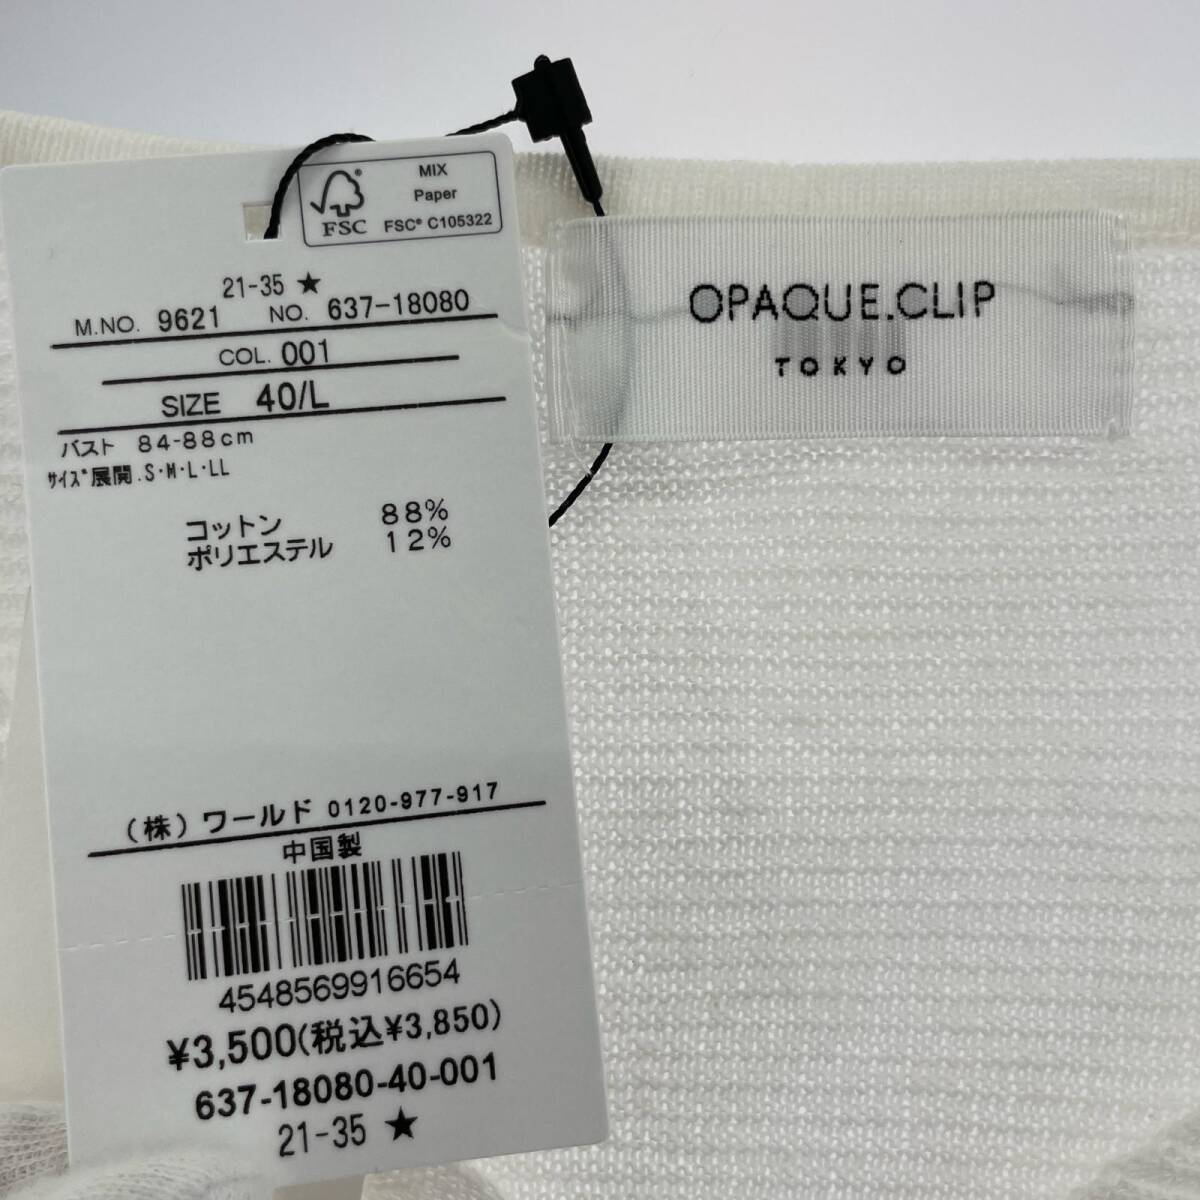 MIX
Paper
FSC
FSC® C105322
21-35 ★
M.NO. 9621 NO. 637-18080
COL. 001
SIZE 40/L
バスト 84-88cm
サイズ展開.S・M・L・LL
コットン 88%
ポリエステル 12%
(株)ワールド 0120-977-917
中国製
4548569916654
¥3,500(税込¥3,850)
637-18080-40-001
21-35 ★
OPAQUE.CLIP
TOKYO